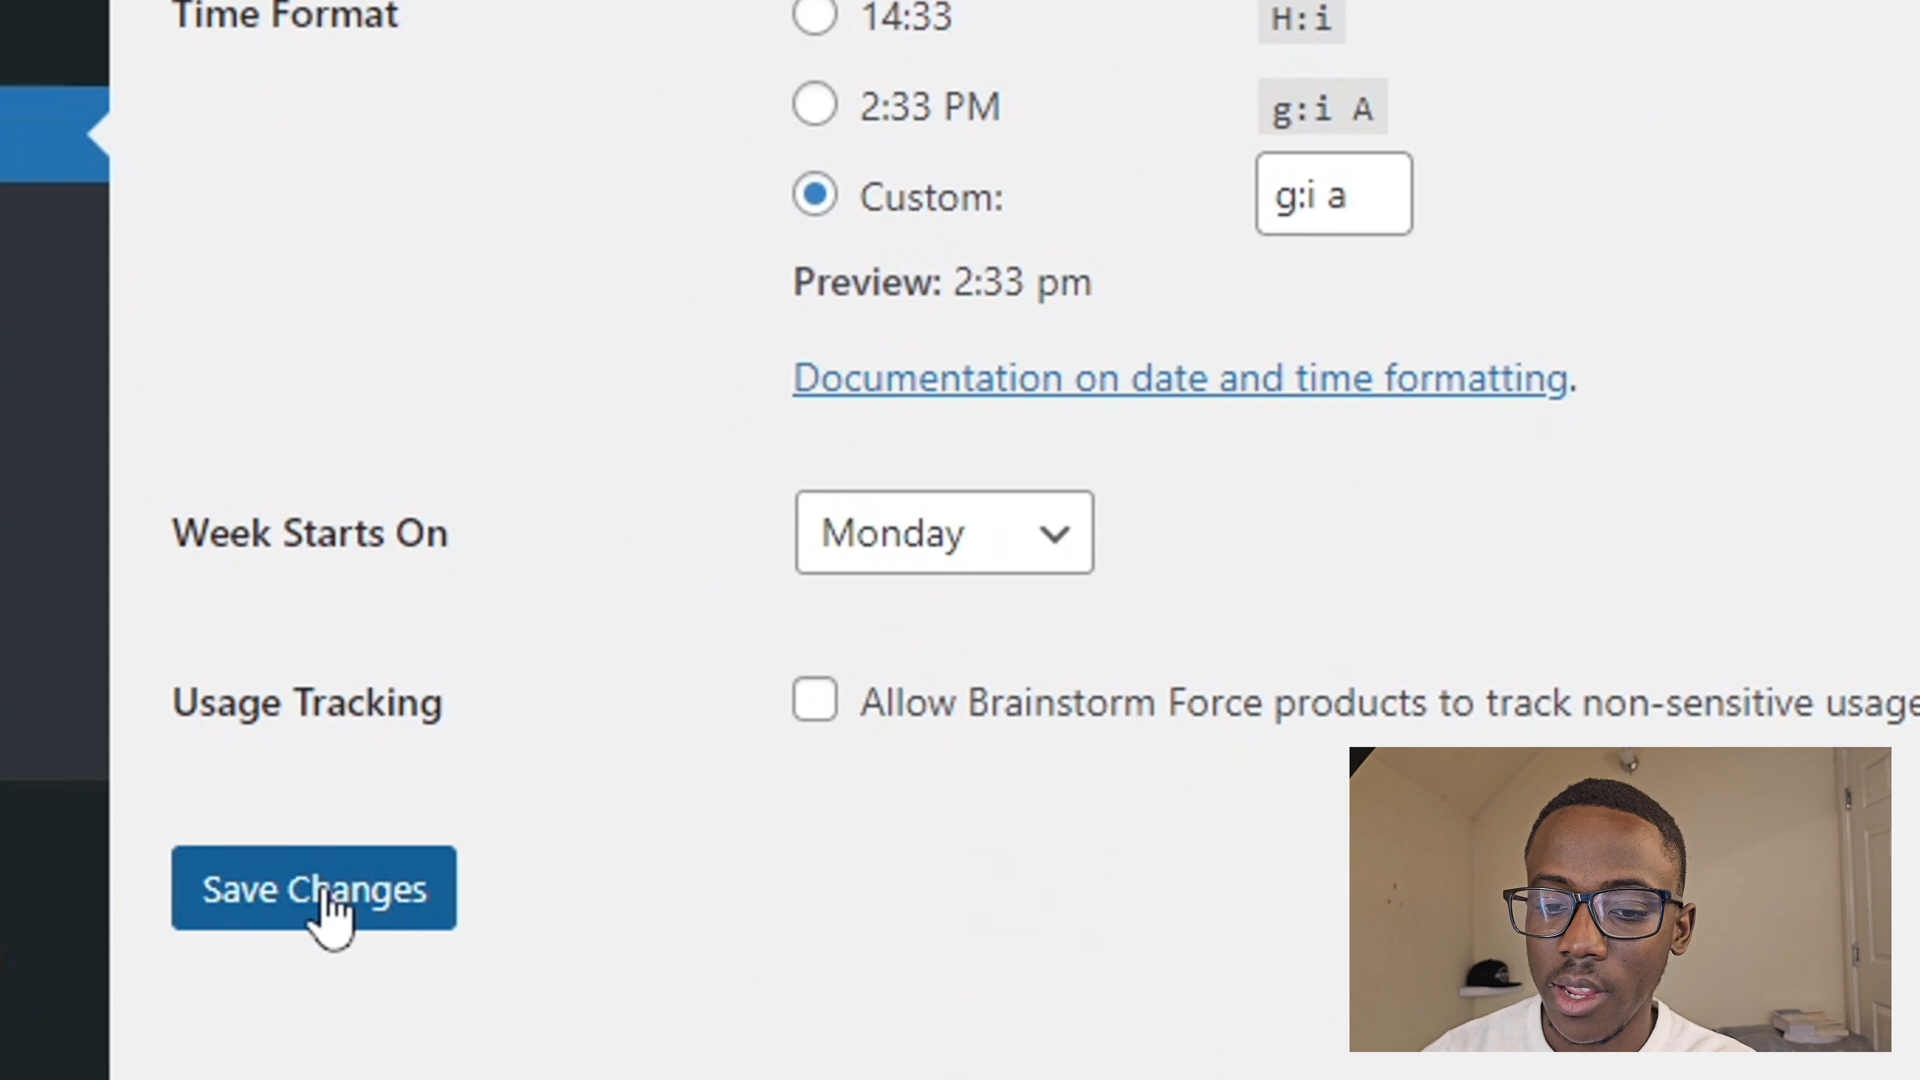 Time Format
14:33 H:i
2:33 PM g:i A
Custom: g:i a
Preview: 2:33 pm
Documentation on date and time formatting.
Week Starts On Monday
Usage Tracking Allow Brainstorm Force products to track non-sensitive usage
Save Changes